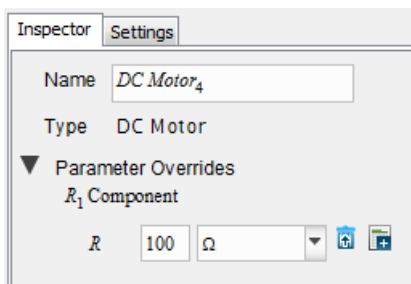 Inspector Settings
Name DC Motor₄
Type DC Motor
Parameter Overrides
R₁ Component
R 100 Ω